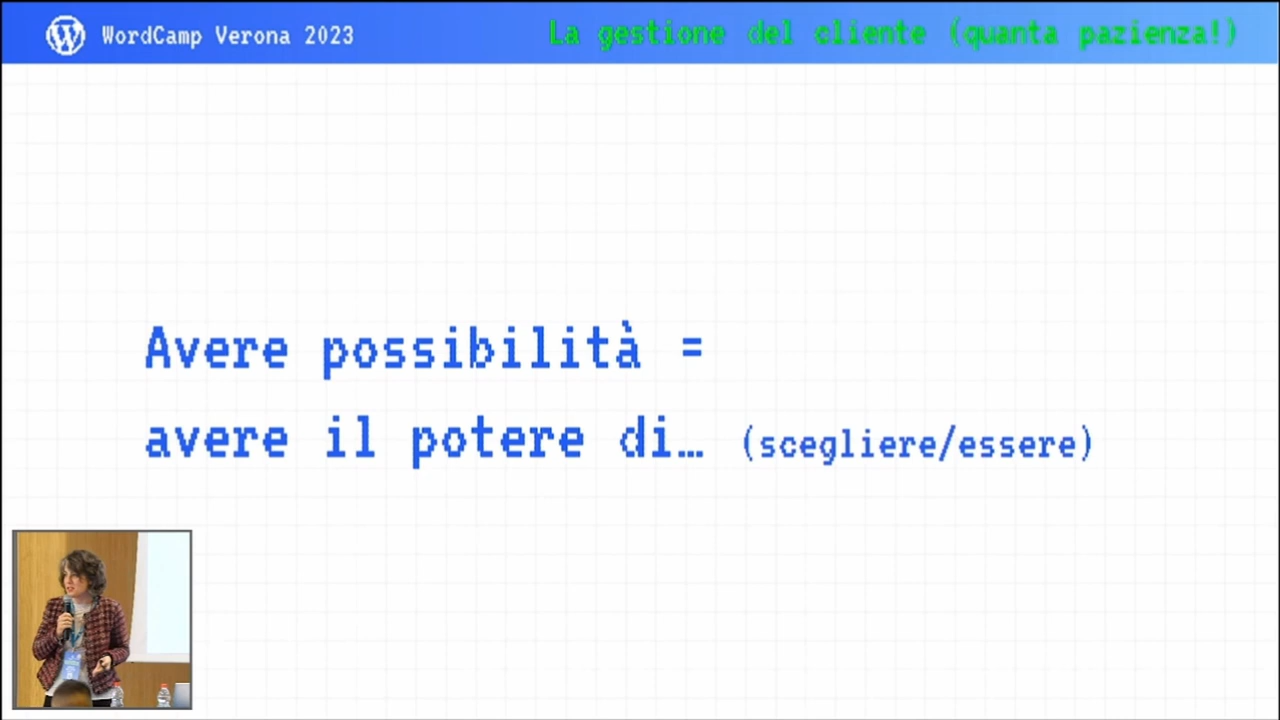 WordCamp Verona 2023
La gestione del cliente (quanta pazienza!)
Avere possibilità =
avere il potere di… (scegliere/essere)